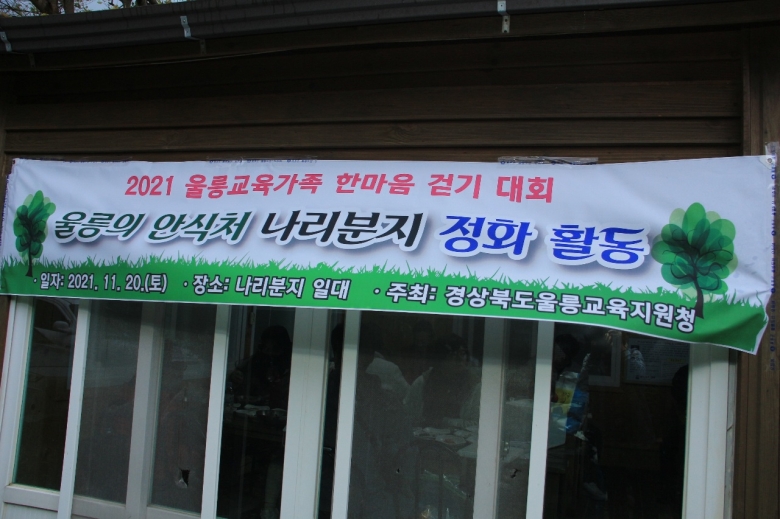 2021 울릉교육가족 한마음 걷기 대회
울릉의 안식처 나리분지 정화 활동
· 일자: 2021. 11. 20.(토) · 장소: 나리분지 일대 · 주최: 경상북도울릉교육지원청